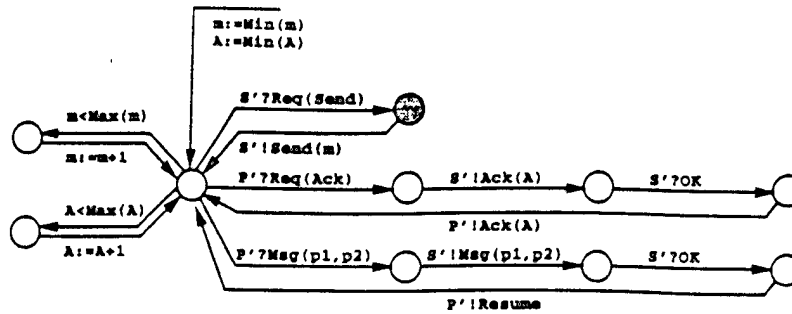 m:=Min(m)
A:=Min(A)
S'?Req(Send)
m<Max(m)
S'!Send(m)
m:=m+1
P'?Req(Ack)
S'!Ack(A)
S'?OK
A<Max(A)
P'!Ack(A)
A:=A+1
P'?Msg(p1,p2)
S'!Msg(p1,p2)
S'?OK
P'!Resume